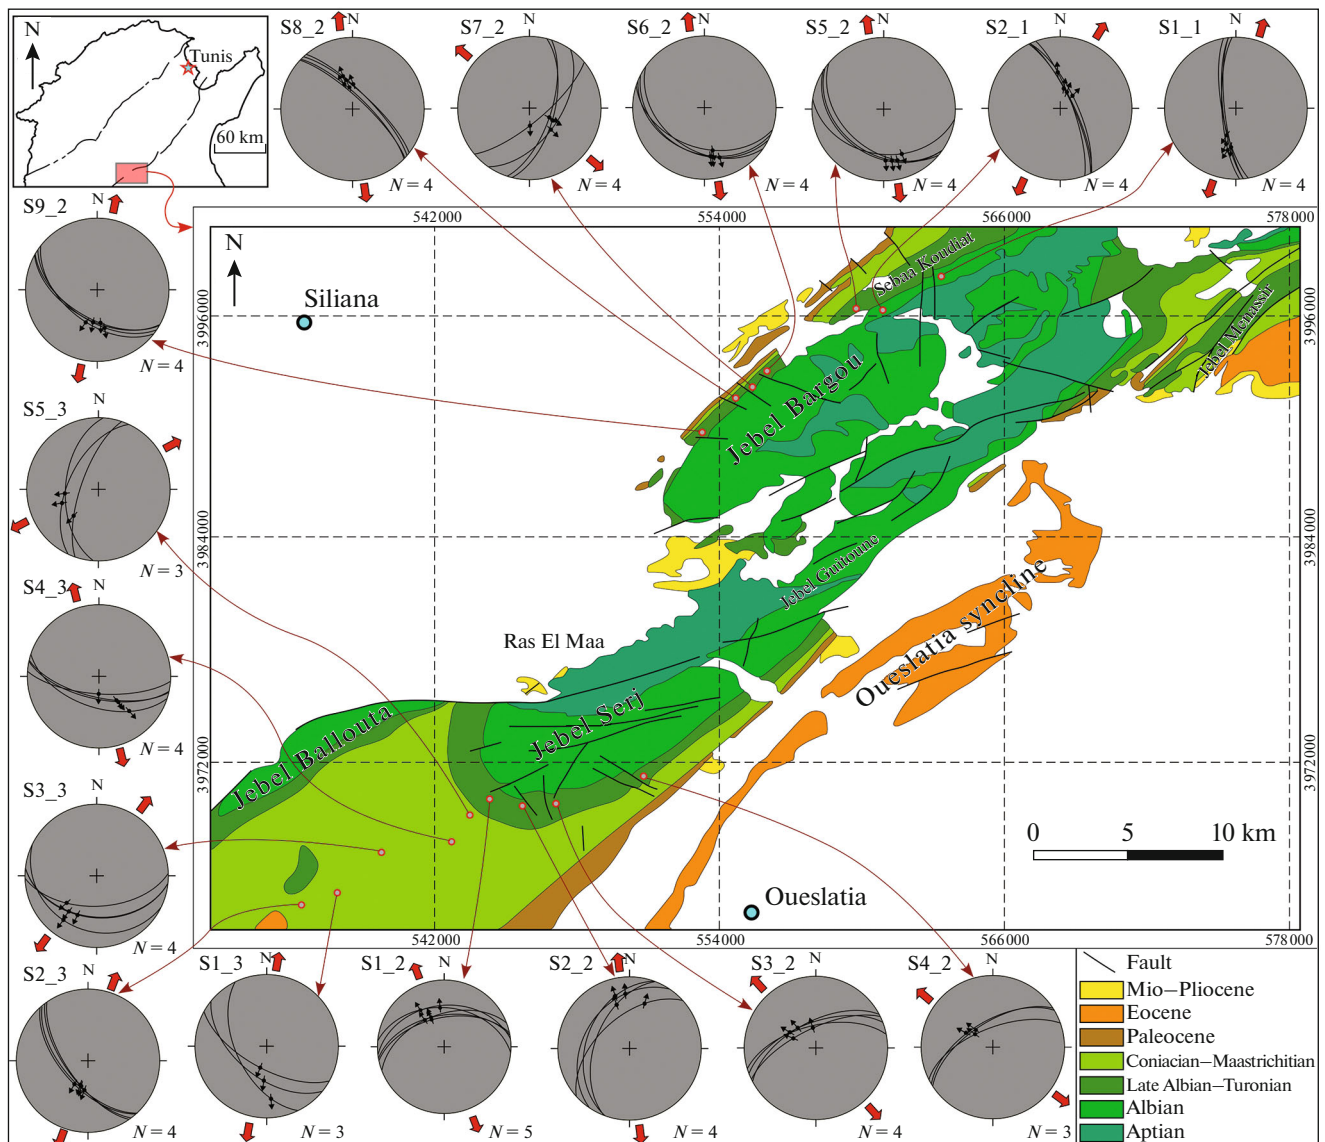 N
Tunis
60 km
S8_2
N
N = 4
S7_2
N
N = 4
S6_2
N
N = 4
S5_2
N
N = 4
S2_1
N
N = 4
S1_1
N
N = 4
S9_2
N
N = 4
S5_3
N
N = 3
S4_3
N
N = 4
S3_3
N
N = 4
542000
554000
566000
578000
3996000
3984000
3972000
3996000
3984000
3972000
N
Siliana
Sebaa Koudiat
Jebel Menassir
Jebel Bargou
Jebel Guitoune
Oueslatia syncline
Ras El Maa
Jebel Serj
Jebel Ballouta
0 5 10 km
Oueslatia
542000
554000
566000
578000
S2_3
N
N = 4
S1_3
N
N = 3
S1_2
N
N = 5
S2_2
N
N = 4
S3_2
N
N = 4
S4_2
N
N = 3
Fault
Mio–Pliocene
Eocene
Paleocene
Coniacian–Maastrichitian
Late Albian–Turonian
Albian
Aptian